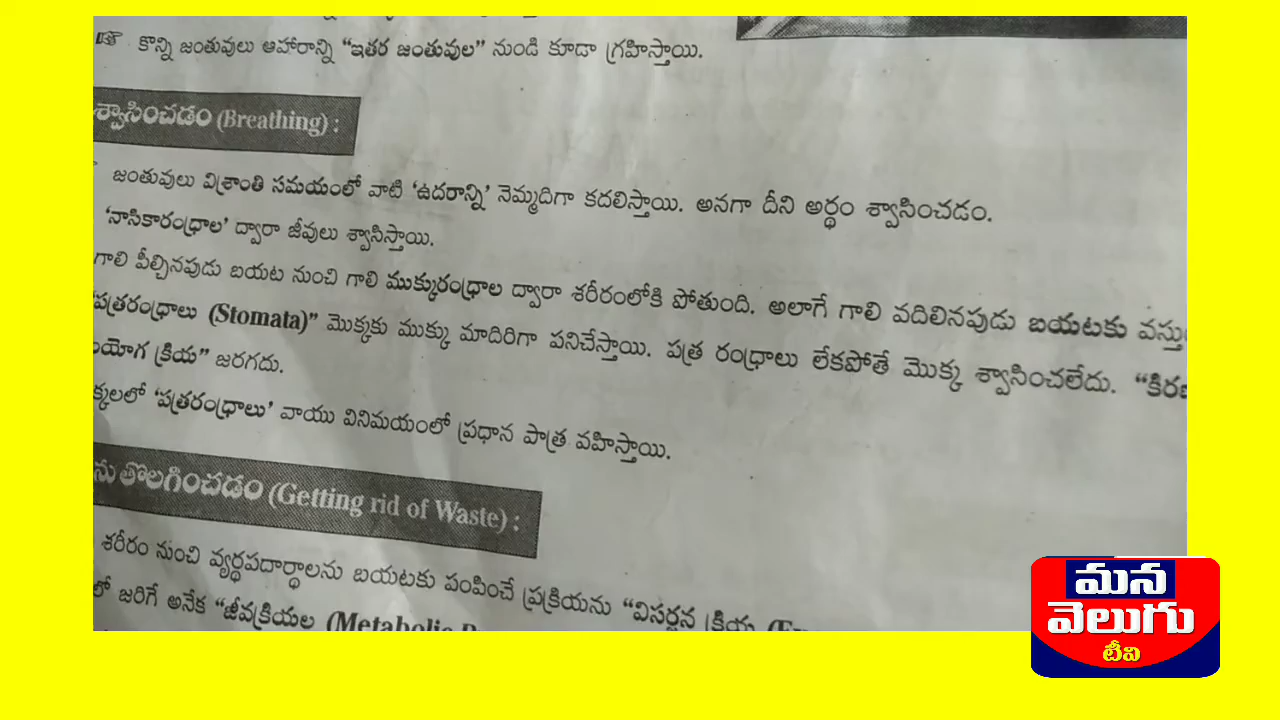 ☞ కొన్ని జంతువులు ఆహారాన్ని “ఇతర జంతువుల” నుండి కూడా గ్రహిస్తాయి.
శ్వాసించడం (Breathing) :
జంతువులు విశ్రాంతి సమయంలో వాటి ‘ఉదరాన్ని’ నెమ్మదిగా కదలిస్తాయి. అనగా దీని అర్థం శ్వాసించడం.
‘నాసికారంధ్రాల’ ద్వారా జీవులు శ్వాసిస్తాయి.
గాలి పీల్చినపుడు బయట నుంచి గాలి ముక్కురంధ్రాల ద్వారా శరీరంలోకి పోతుంది. అలాగే గాలి వదిలినపుడు బయటకు
“పత్రరంధ్రాలు (Stomata)” మొక్కకు ముక్కు మాదిరిగా పనిచేస్తాయి. పత్ర రంధ్రాలు లేకపోతే మొక్క శ్వాసించలేదు.
క్రియ” జరగదు.
‘పత్రరంధ్రాలు’ వాయు వినిమయంలో ప్రధాన పాత్ర వహిస్తాయి.
తొలగించడం (Getting rid of Waste) :
శరీరం నుంచి వ్యర్థపదార్థాలను బయటకు పంపించే ప్రక్రియను “విసర్జన క్రియ
లో జరిగే అనేక “జీవక్రియల (Metabolic
మన
వెలుగు
టీవి